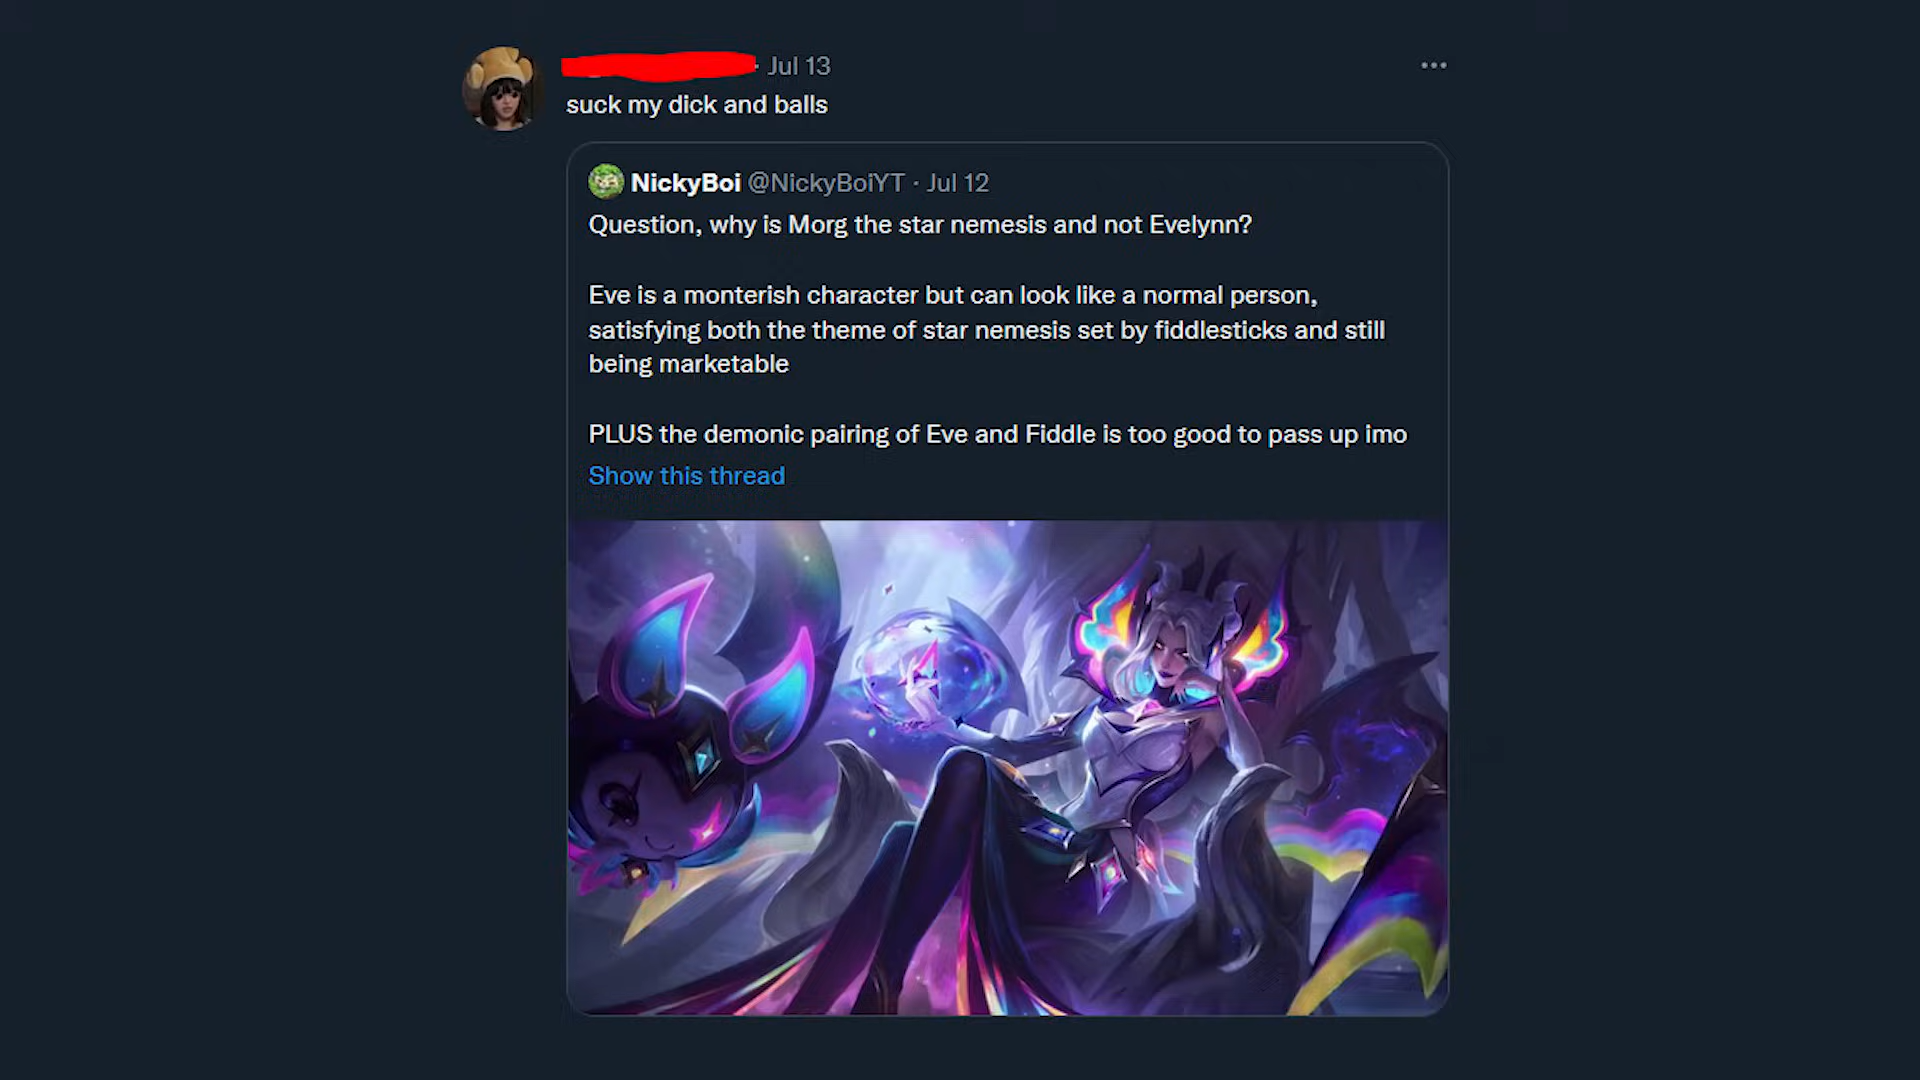 · Jul 13
suck my dick and balls
NickyBoi @NickyBoiYT · Jul 12
Question, why is Morg the star nemesis and not Evelynn?
Eve is a monterish character but can look like a normal person,
satisfying both the theme of star nemesis set by fiddlesticks and still
being marketable
PLUS the demonic pairing of Eve and Fiddle is too good to pass up imo
Show this thread